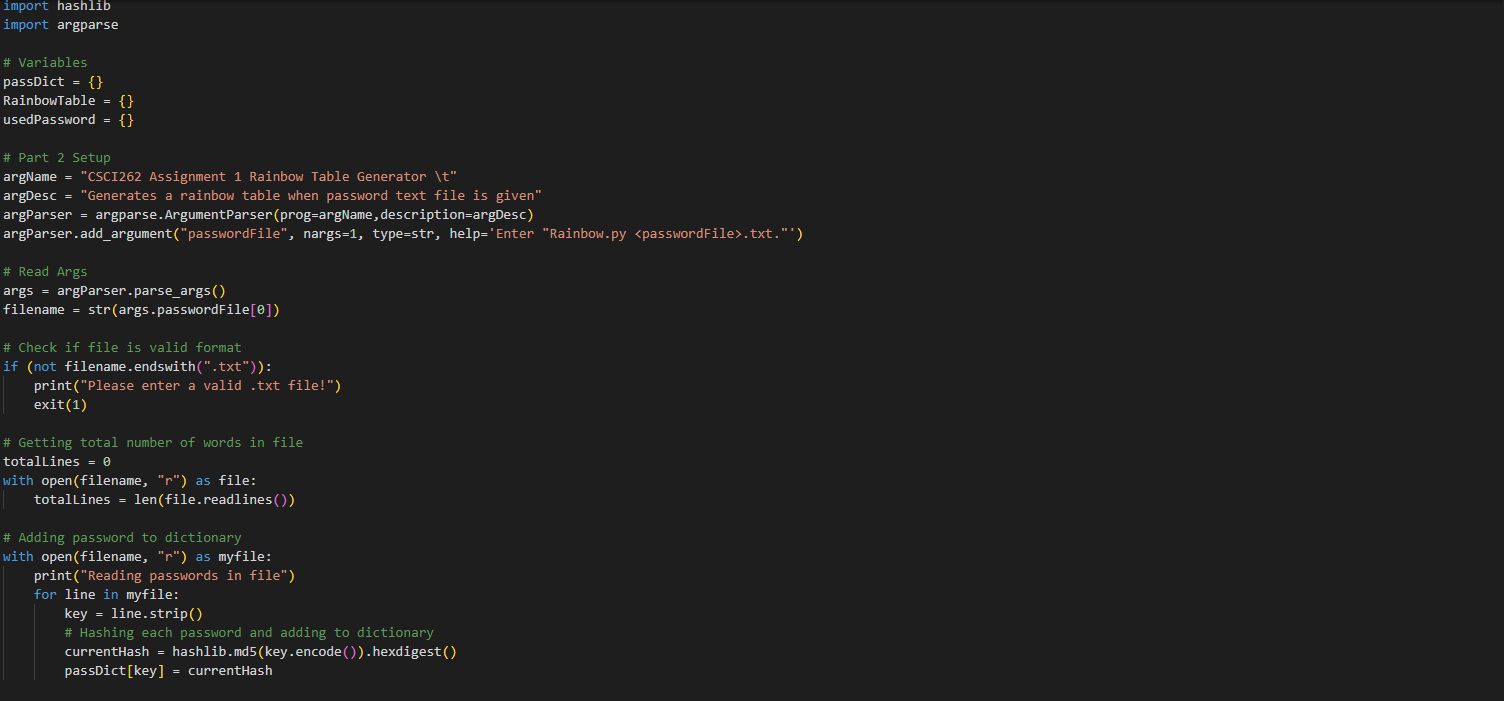 import hashlib
import argparse
# Variables
passDict = {}
RainbowTable = {}
usedPassword = {}
# Part 2 Setup
argName = "CSCI262 Assignment 1 Rainbow Table Generator \t"
argDesc = "Generates a rainbow table when password text file is given"
argParser = argparse.ArgumentParser(prog=argName,description=argDesc)
argParser.add_argument("passwordFile", nargs=1, type=str, help='Enter "Rainbow.py <passwordFile>.txt."')
# Read Args
args = argParser.parse_args()
filename = str(args.passwordFile[0])
# Check if file is valid format
if (not filename.endswith(".txt")):
    print("Please enter a valid .txt file!")
    exit(1)
# Getting total number of words in file
totalLines = 0
with open(filename, "r") as file:
    totalLines = len(file.readlines())
# Adding password to dictionary
with open(filename, "r") as myfile:
    print("Reading passwords in file")
    for line in myfile:
        key = line.strip()
        # Hashing each password and adding to dictionary
        currentHash = hashlib.md5(key.encode()).hexdigest()
        passDict[key] = currentHash